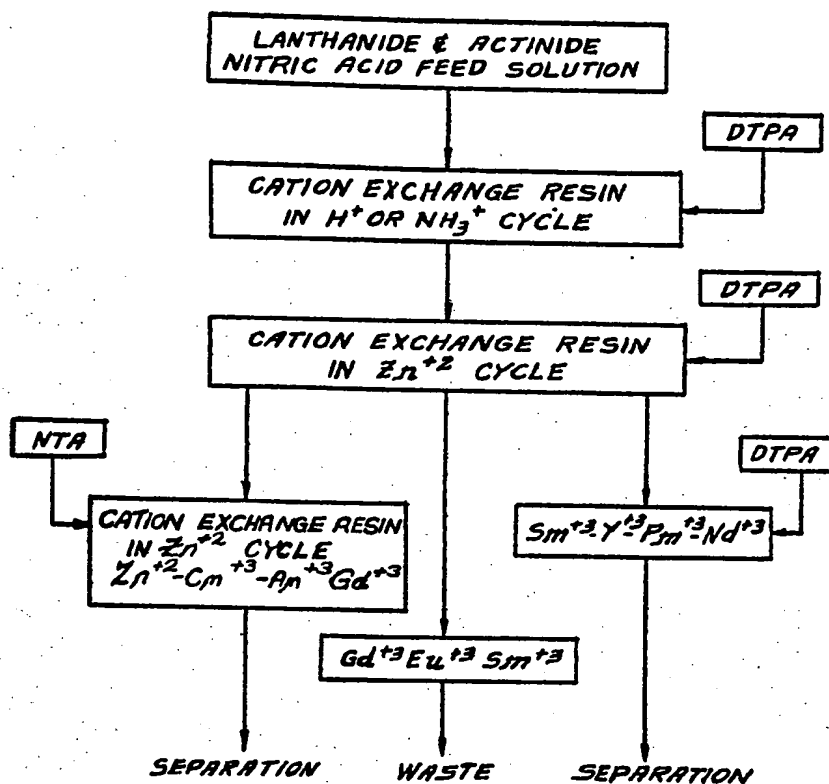 LANTHANIDE & ACTINIDE
NITRIC ACID FEED SOLUTION
DTPA
CATION EXCHANGE RESIN
IN H+ OR NH3+ CYCLE
DTPA
CATION EXCHANGE RESIN
IN Zn+2 CYCLE
NTA
DTPA
CATION EXCHANGE RESIN
IN Zn+2 CYCLE
Zn+2-Cm+3-Am+3Gd+3
Sm+3-Y+3-Pm+3-Nd+3
Gd+3 Eu+3 Sm+3
SEPARATION
WASTE
SEPARATION